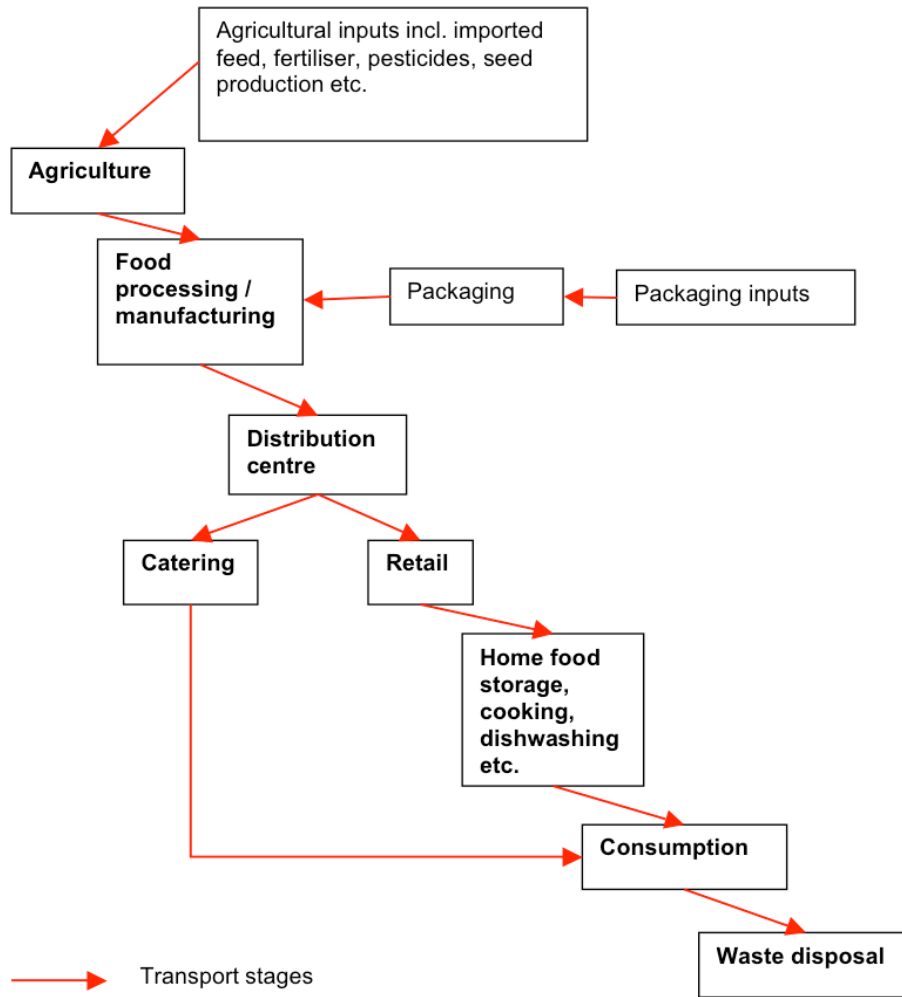 Agricultural inputs incl. imported
feed, fertiliser, pesticides, seed
production etc.
Agriculture
Food
processing /
manufacturing
Packaging
Packaging inputs
Distribution
centre
Catering
Retail
Home food
storage,
cooking,
dishwashing
etc.
Consumption
Waste disposal
Transport stages